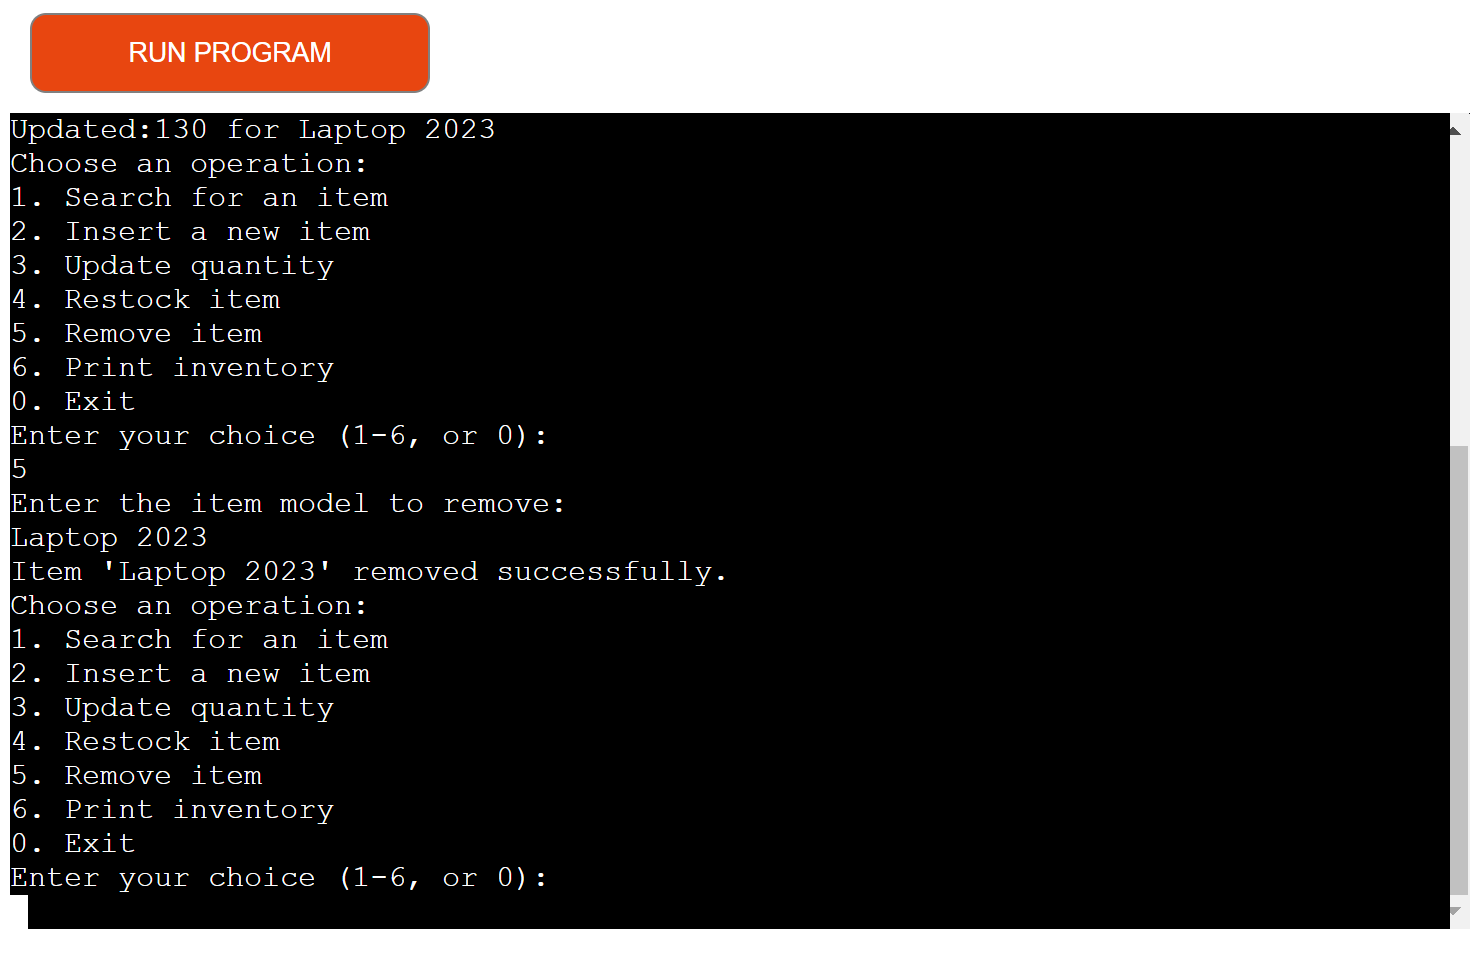 RUN PROGRAM
Updated:130 for Laptop 2023
Choose an operation:
1. Search for an item
2. Insert a new item
3. Update quantity
4. Restock item
5. Remove item
6. Print inventory
0. Exit
Enter your choice (1-6, or 0):
5
Enter the item model to remove:
Laptop 2023
Item 'Laptop 2023' removed successfully.
Choose an operation:
1. Search for an item
2. Insert a new item
3. Update quantity
4. Restock item
5. Remove item
6. Print inventory
0. Exit
Enter your choice (1-6, or 0):